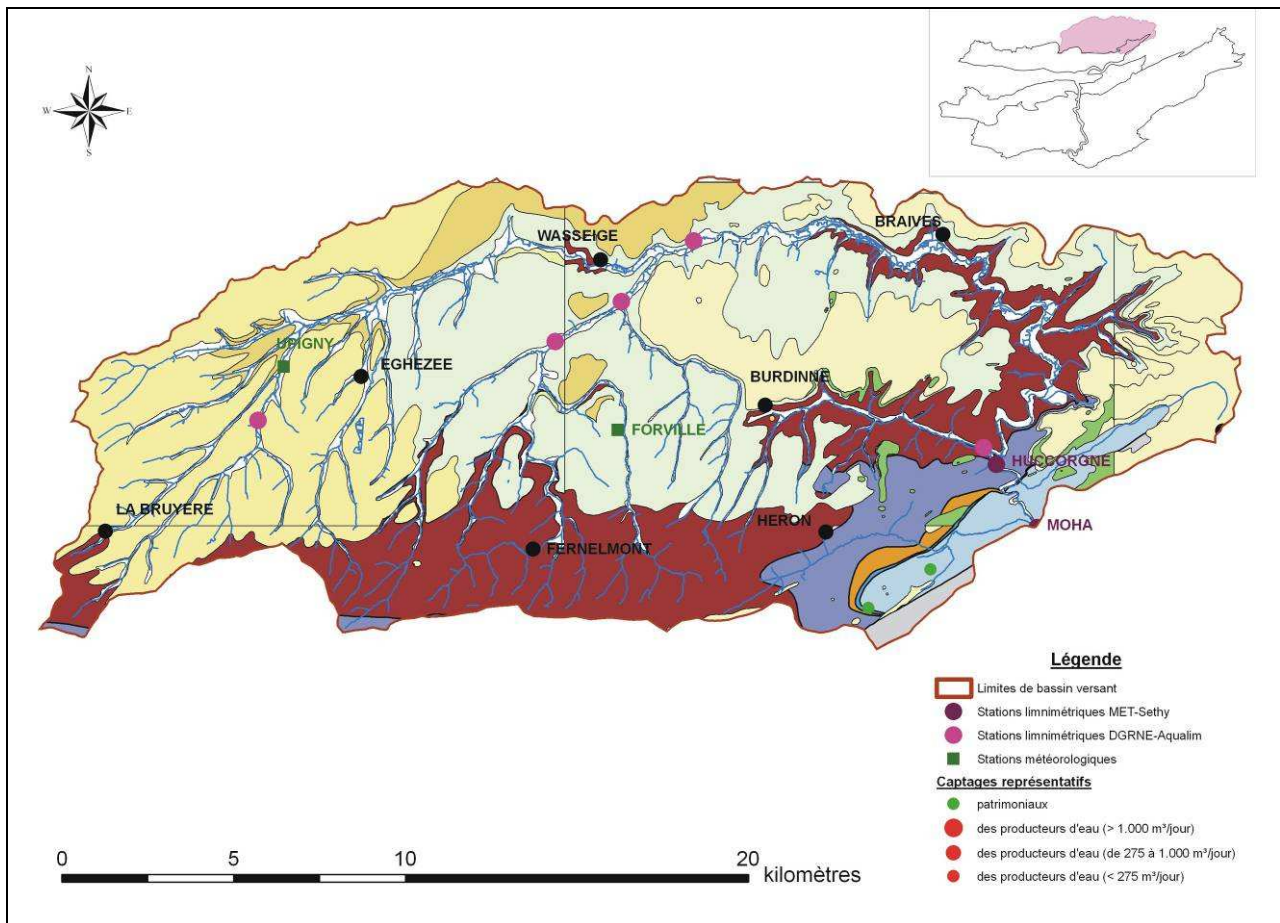 N
W E
S
BRAIVES
WASSEIGE
UPIGNY
EGHEZEE
BURDINNE
FORVILLE
HUCCORGNE
LA BRUYERE
HERON
MOHA
FERNELMONT
Légende
Limites de bassin versant
Stations limnimétriques MET-Sethy
Stations limnimétriques DGRNE-Aqualim
Stations météorologiques
Captages représentatifs
patrimoniaux
des producteurs d'eau (> 1.000 m³/jour)
des producteurs d'eau (de 275 à 1.000 m³/jour)
des producteurs d'eau (< 275 m³/jour)
0 5 10 20
kilomètres